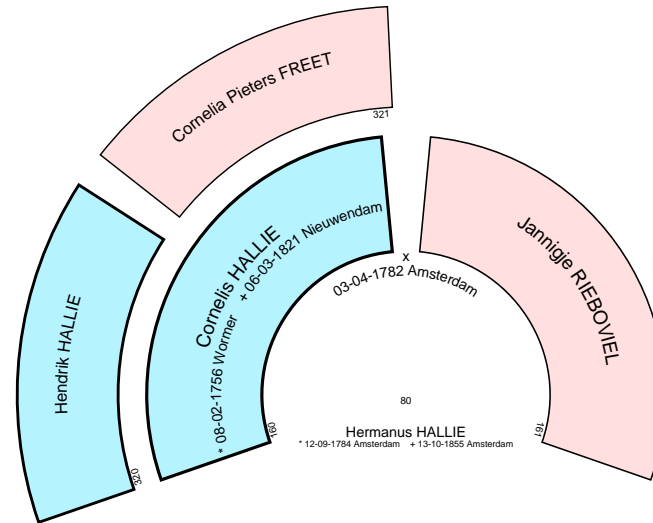 Cornelia Pieters FREET
321
Hendrik HALLIE
320
Cornelis HALLIE
* 08-02-1756 Wormer + 06-03-1821 Nieuwendam
160
Jannigje RIEBOVIEL
161
x
03-04-1782 Amsterdam
80
Hermanus HALLIE
* 12-09-1784 Amsterdam + 13-10-1855 Amsterdam